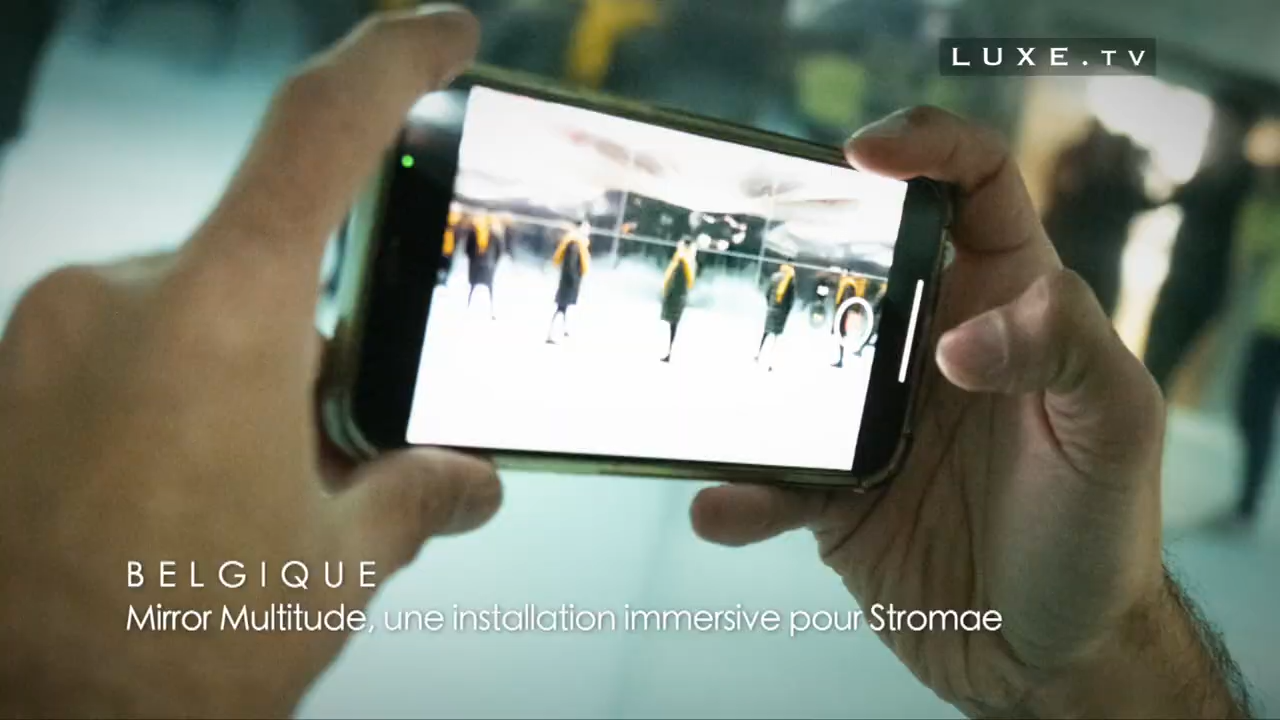 LUXE.TV
BELGIQUE
Mirror Multitude, une installation immersive pour Stromae